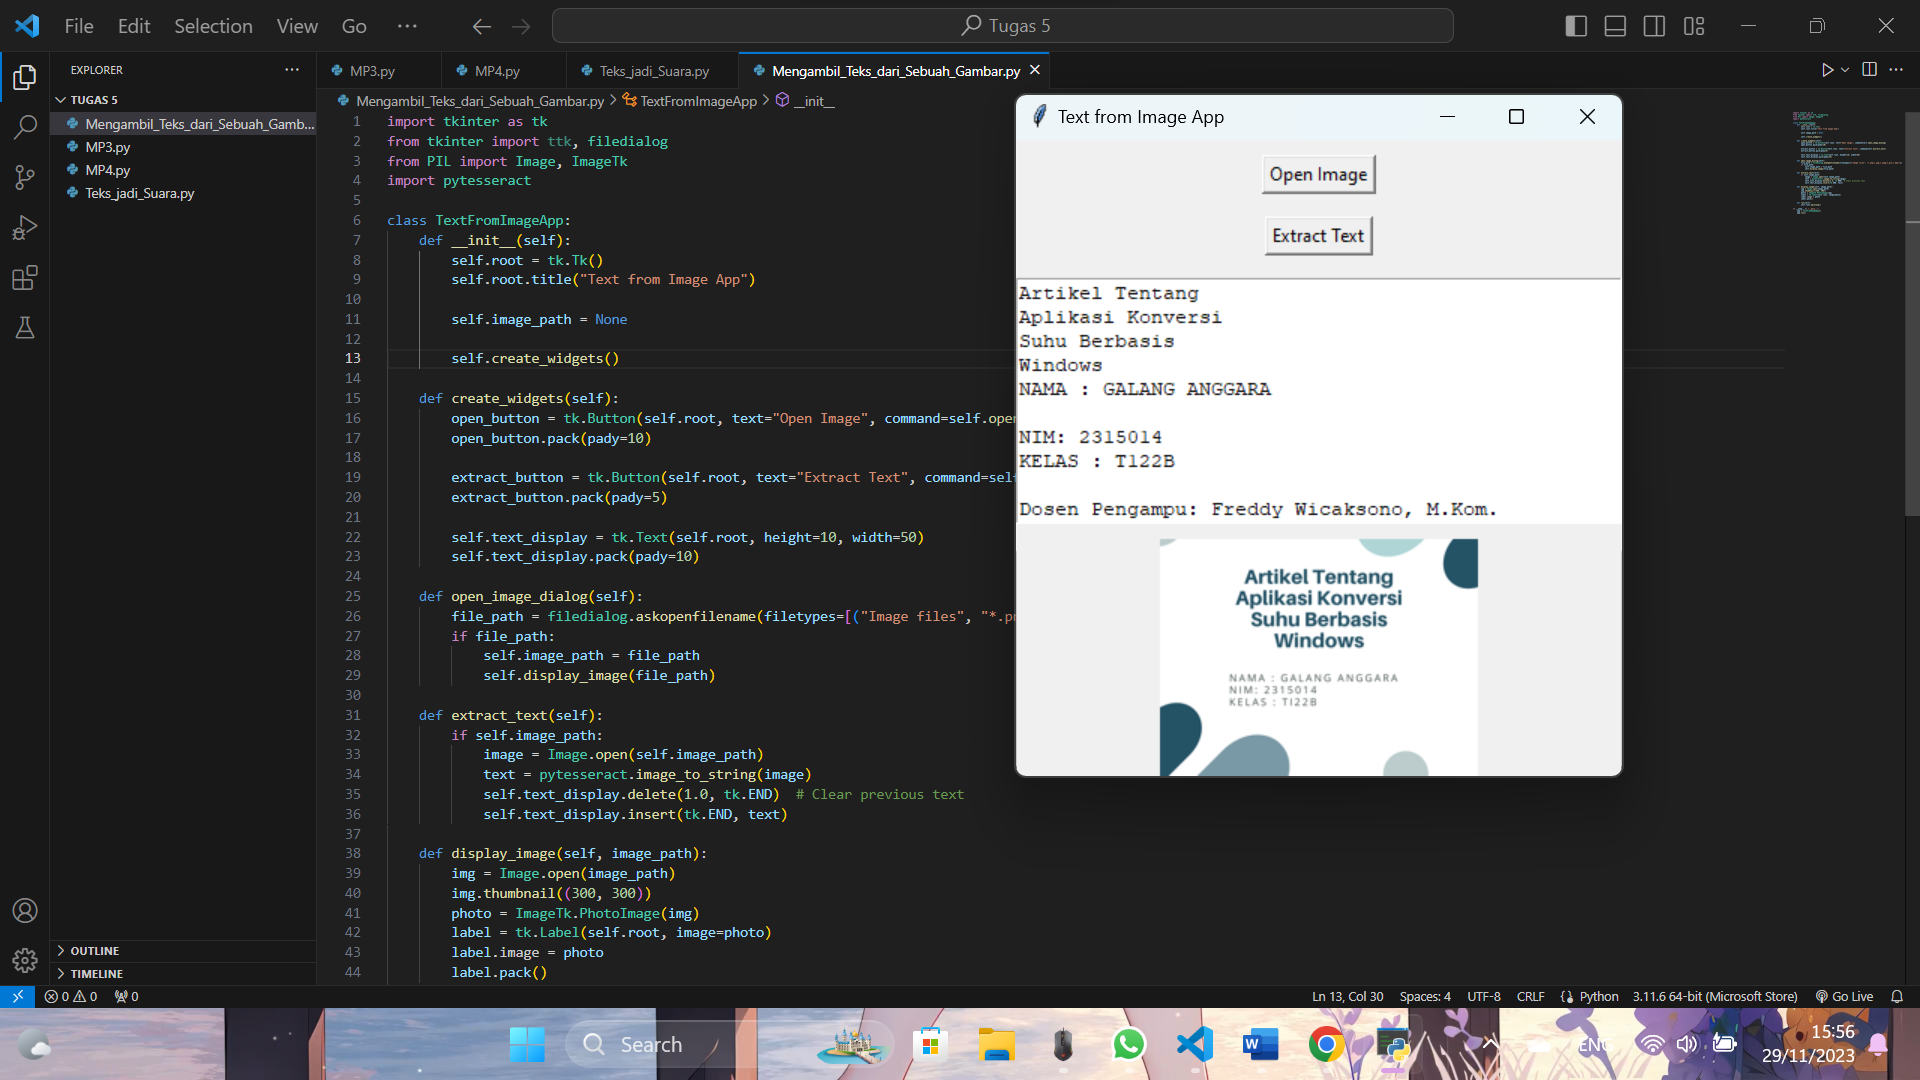 File Edit Selection View Go ···
Tugas 5
EXPLORER
TUGAS 5
Mengambil_Teks_dari_Sebuah_Gamb...
MP3.py
MP4.py
Teks_jadi_Suara.py
OUTLINE
TIMELINE
MP3.py MP4.py Teks_jadi_Suara.py Mengambil_Teks_dari_Sebuah_Gambar.py
Mengambil_Teks_dari_Sebuah_Gambar.py > TextFromImageApp > __init__
1 import tkinter as tk
2 from tkinter import ttk, filedialog
3 from PIL import Image, ImageTk
4 import pytesseract
5
6 class TextFromImageApp:
7 def __init__(self):
8 self.root = tk.Tk()
9 self.root.title("Text from Image App")
10
11 self.image_path = None
12
13 self.create_widgets()
14
15 def create_widgets(self):
16 open_button = tk.Button(self.root, text="Open Image", command=self.open
17 open_button.pack(pady=10)
18
19 extract_button = tk.Button(self.root, text="Extract Text", command=self
20 extract_button.pack(pady=5)
21
22 self.text_display = tk.Text(self.root, height=10, width=50)
23 self.text_display.pack(pady=10)
24
25 def open_image_dialog(self):
26 file_path = filedialog.askopenfilename(filetypes=[("Image files", "*.pn
27 if file_path:
28 self.image_path = file_path
29 self.display_image(file_path)
30
31 def extract_text(self):
32 if self.image_path:
33 image = Image.open(self.image_path)
34 text = pytesseract.image_to_string(image)
35 self.text_display.delete(1.0, tk.END) # Clear previous text
36 self.text_display.insert(tk.END, text)
37
38 def display_image(self, image_path):
39 img = Image.open(image_path)
40 img.thumbnail((300, 300))
41 photo = ImageTk.PhotoImage(img)
42 label = tk.Label(self.root, image=photo)
43 label.image = photo
44 label.pack()
Text from Image App
Open Image
Extract Text
Artikel Tentang
Aplikasi Konversi
Suhu Berbasis
Windows
NAMA : GALANG ANGGARA
NIM: 2315014
KELAS : T122B
Dosen Pengampu: Freddy Wicaksono, M.Kom.
Artikel Tentang
Aplikasi Konversi
Suhu Berbasis
Windows
NAMA : GALANG ANGGARA
NIM: 2315014
KELAS : TI22B
0 0 0 Ln 13, Col 30 Spaces: 4 UTF-8 CRLF Python 3.11.6 64-bit (Microsoft Store) Go Live
Search
ENG
15:56
29/11/2023